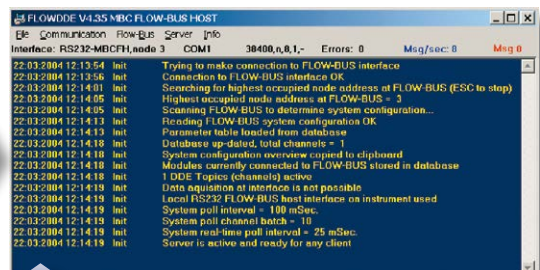 FLOWDDE V4.35 MBC FLOW-BUS HOST
File Communication Flow-Bus Server Info
Interface: RS232-MBCFH,node 3 COM1 38400,n,8,1,- Errors: 0 Msg/sec: 8 Msg 0
22:03:2004 12:13:54 Init Trying to make connection to FLOW-BUS interface
22:03:2004 12:13:56 Init Connection to FLOW-BUS interface OK
22:03:2004 12:14:01 Init Searching for highest occupied node address at FLOW-BUS (ESC to stop)
22:03:2004 12:14:05 Init Highest occupied node address at FLOW-BUS = 3
22:03:2004 12:14:05 Init Scanning FLOW-BUS to determine system configuration...
22:03:2004 12:14:13 Init Reading FLOW-BUS system configuration OK
22:03:2004 12:14:13 Init Parameter table loaded from database
22:03:2004 12:14:18 Init Database up-dated, total channels = 1
22:03:2004 12:14:18 Init System configuration overview copied to clipboard
22:03:2004 12:14:18 Init Modules currently connected to FLOW-BUS stored in database
22:03:2004 12:14:18 Init 1 DDE Topics (channels) active
22:03:2004 12:14:19 Init Data aquisition at interface is not possible
22:03:2004 12:14:19 Init Local RS232 FLOW-BUS host interface on instrument used
22:03:2004 12:14:19 Init System poll interval = 100 mSec.
22:03:2004 12:14:19 Init System poll channel batch = 10
22:03:2004 12:14:19 Init System real-time poll interval = 25 mSec.
22:03:2004 12:14:19 Init Server is active and ready for any client